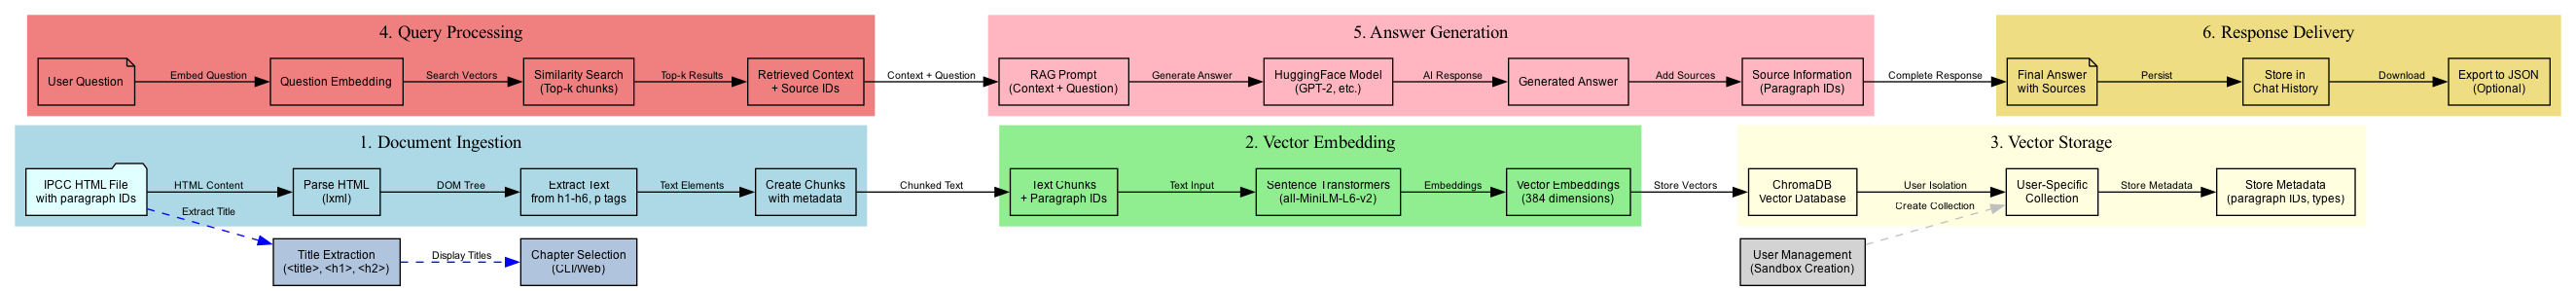 4. Query Processing
User Question
Embed Question
Question Embedding
Search Vectors
Similarity Search
(Top-k chunks)
Top-k Results
Retrieved Context
+ Source IDs
Context + Question
5. Answer Generation
RAG Prompt
(Context + Question)
Generate Answer
HuggingFace Model
(GPT-2, etc.)
AI Response
Generated Answer
Add Sources
Source Information
(Paragraph IDs)
Complete Response
6. Response Delivery
Final Answer
with Sources
Persist
Store in
Chat History
Download
Export to JSON
(Optional)
1. Document Ingestion
IPCC HTML File
with paragraph IDs
HTML Content
Parse HTML
(lxml)
DOM Tree
Extract Text
from h1-h6, p tags
Text Elements
Create Chunks
with metadata
Chunked Text
2. Vector Embedding
Text Chunks
+ Paragraph IDs
Text Input
Sentence Transformers
(all-MiniLM-L6-v2)
Embeddings
Vector Embeddings
(384 dimensions)
Store Vectors
3. Vector Storage
ChromaDB
Vector Database
User Isolation
Create Collection
User-Specific
Collection
Store Metadata
Store Metadata
(paragraph IDs, types)
Extract Title
Title Extraction
(<title>, <h1>, <h2>)
Display Titles
Chapter Selection
(CLI/Web)
User Management
(Sandbox Creation)